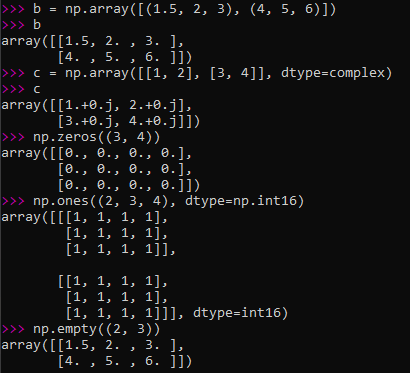 >>> b = np.array([(1.5, 2, 3), (4, 5, 6)])
>>> b
array([[1.5, 2. , 3. ],
       [4. , 5. , 6. ]])
>>> c = np.array([[1, 2], [3, 4]], dtype=complex)
>>> c
array([[1.+0.j, 2.+0.j],
       [3.+0.j, 4.+0.j]])
>>> np.zeros((3, 4))
array([[0., 0., 0., 0.],
       [0., 0., 0., 0.],
       [0., 0., 0., 0.]])
>>> np.ones((2, 3, 4), dtype=np.int16)
array([[[1, 1, 1, 1],
        [1, 1, 1, 1],
        [1, 1, 1, 1]],

       [[1, 1, 1, 1],
        [1, 1, 1, 1],
        [1, 1, 1, 1]]], dtype=int16)
>>> np.empty((2, 3))
array([[1.5, 2. , 3. ],
       [4. , 5. , 6. ]])